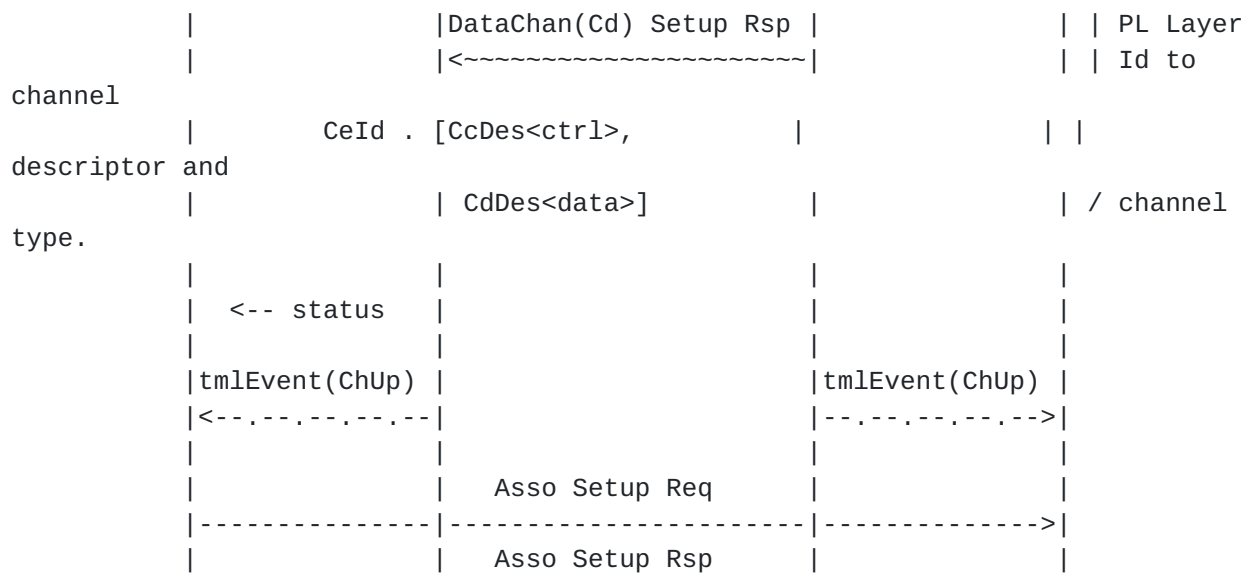 |               |DataChan(Cd) Setup Rsp |               | | PL Layer
|               |<~~~~~~~~~~~~~~~~~~~~~~|               | | Id to
channel
|        CeId . [CcDes<ctrl>,          |               | |
descriptor and
|               | CdDes<data>]          |               | / channel
type.
|               |                       |               |
|  <-- status   |                       |               |
|               |                       |               |
|tmlEvent(ChUp) |                       |tmlEvent(ChUp) |
|<--.--.--.--.--|                       |--.--.--.--.-->|
|               |                       |               |
|               |   Asso Setup Req      |               |
|---------------|-----------------------|-------------->|
|               |   Asso Setup Rsp      |               |